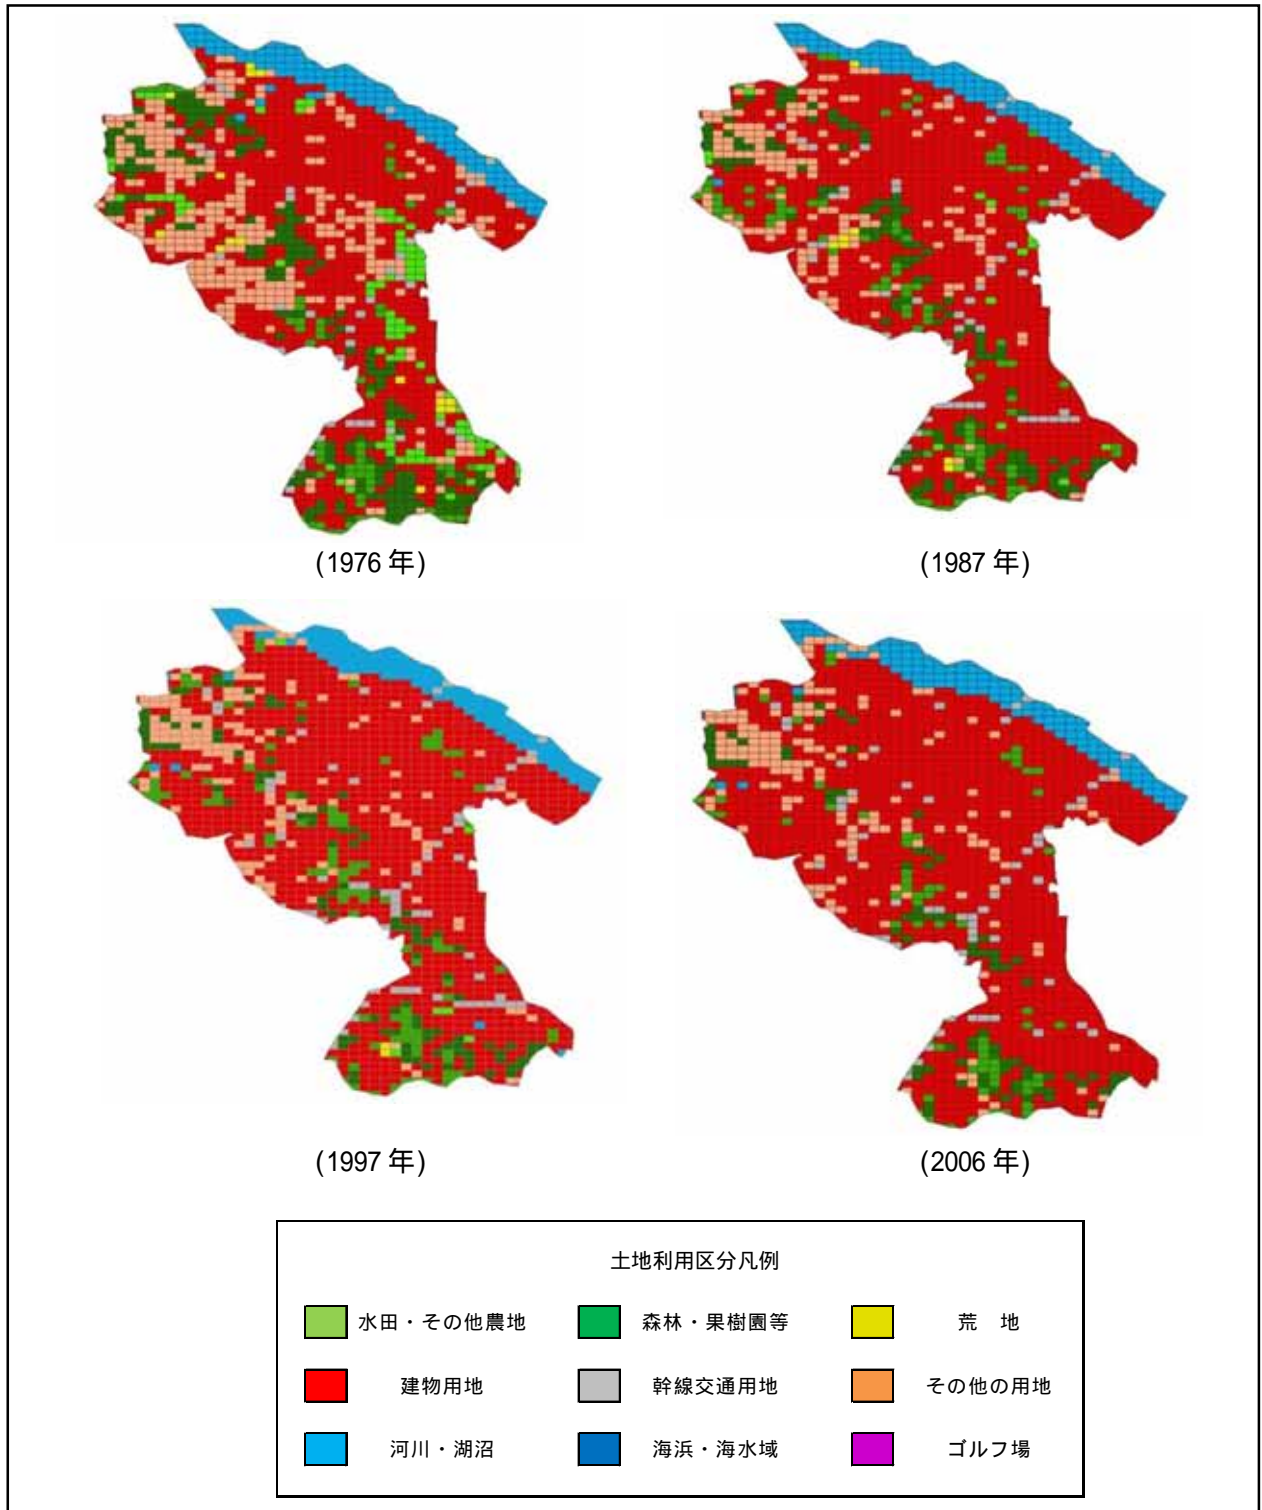 (1976 年)
(1987 年)
(1997 年)
(2006 年)
土地利用区分凡例
水田・その他農地
森林・果樹園等
荒　地
建物用地
幹線交通用地
その他の用地
河川・湖沼
海浜・海水域
ゴルフ場